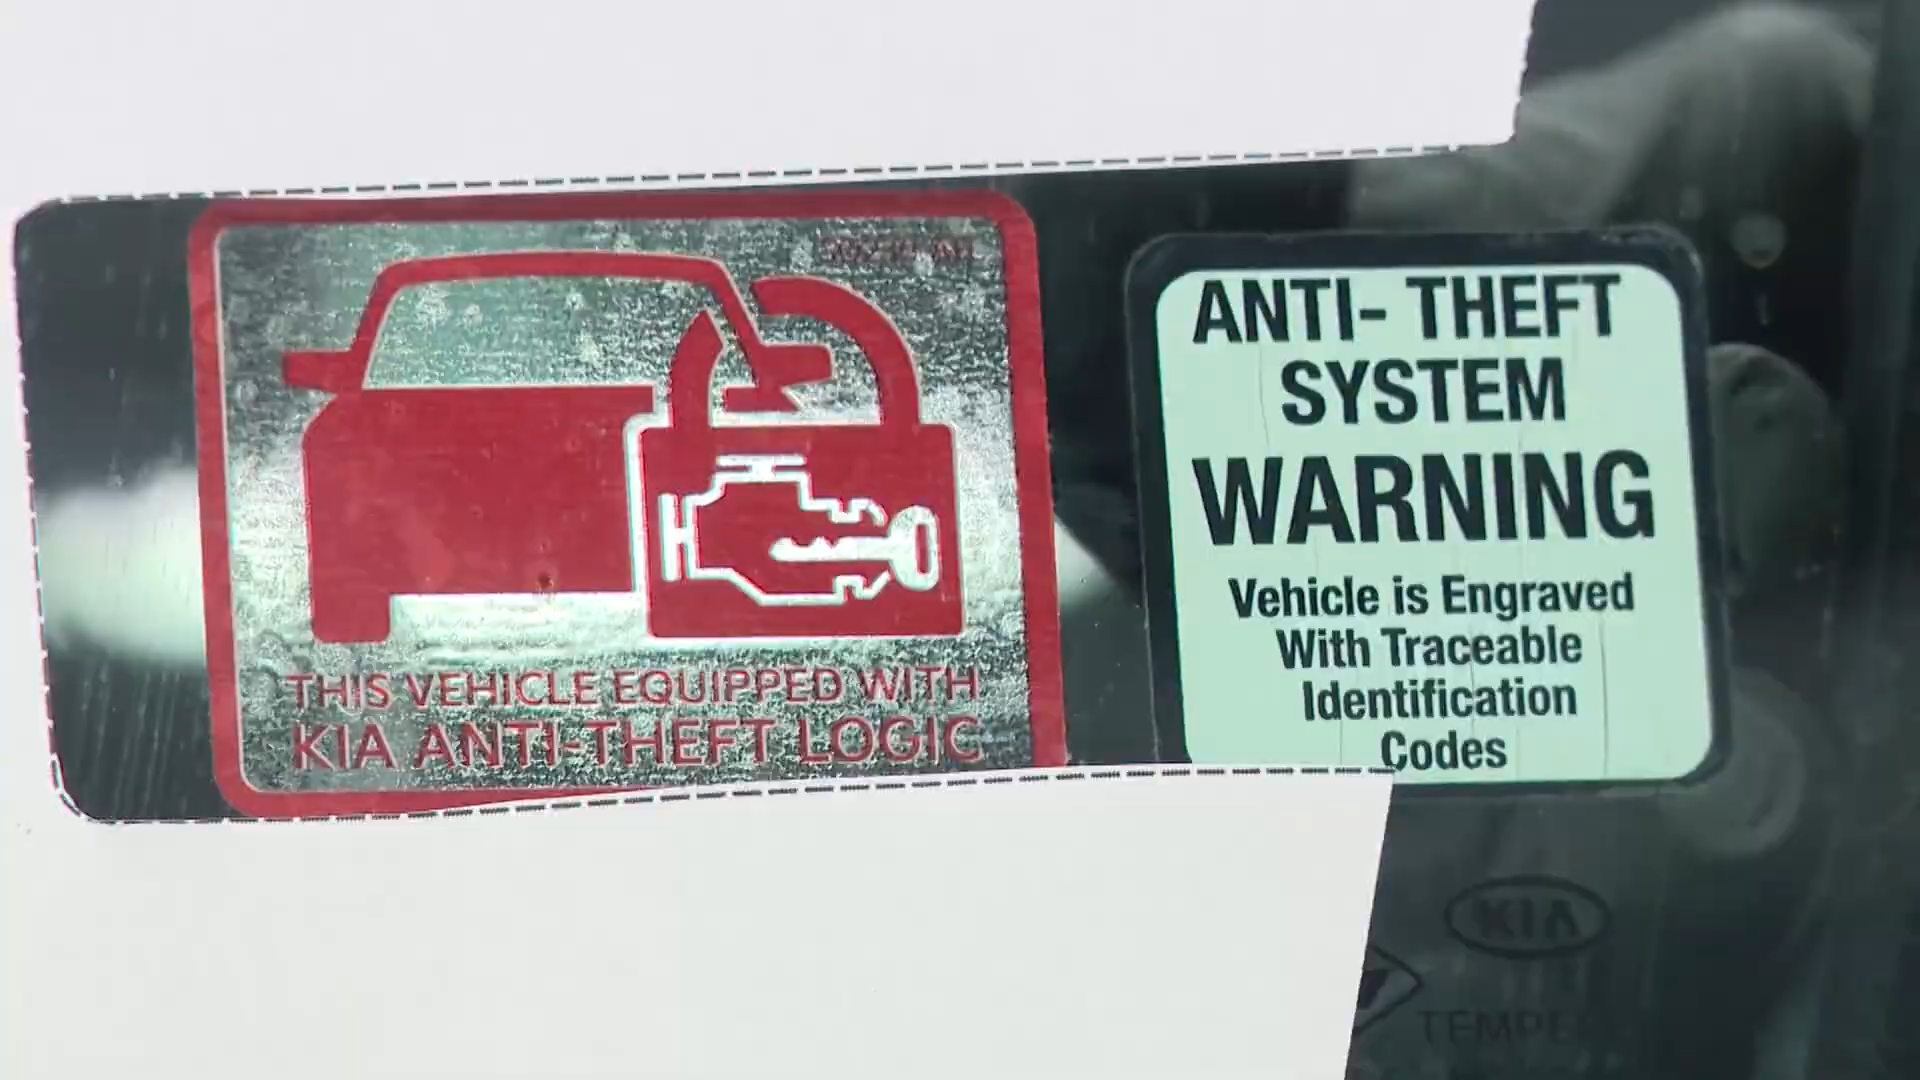 THIS VEHICLE EQUIPPED WITH
KIA ANTI-THEFT LOGIC
ANTI- THEFT
SYSTEM
WARNING
Vehicle is Engraved
With Traceable
Identification
Codes
KIA